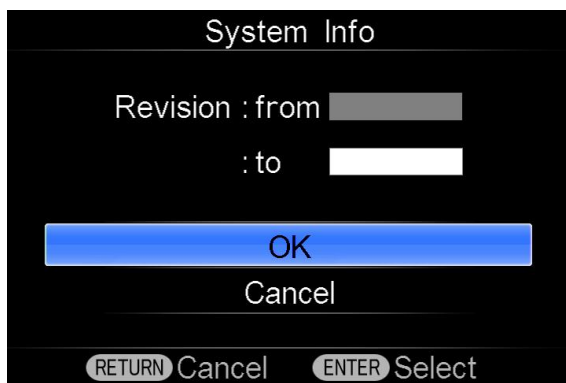 System Info
Revision : from
: to
OK
Cancel
RETURN Cancel ENTER Select